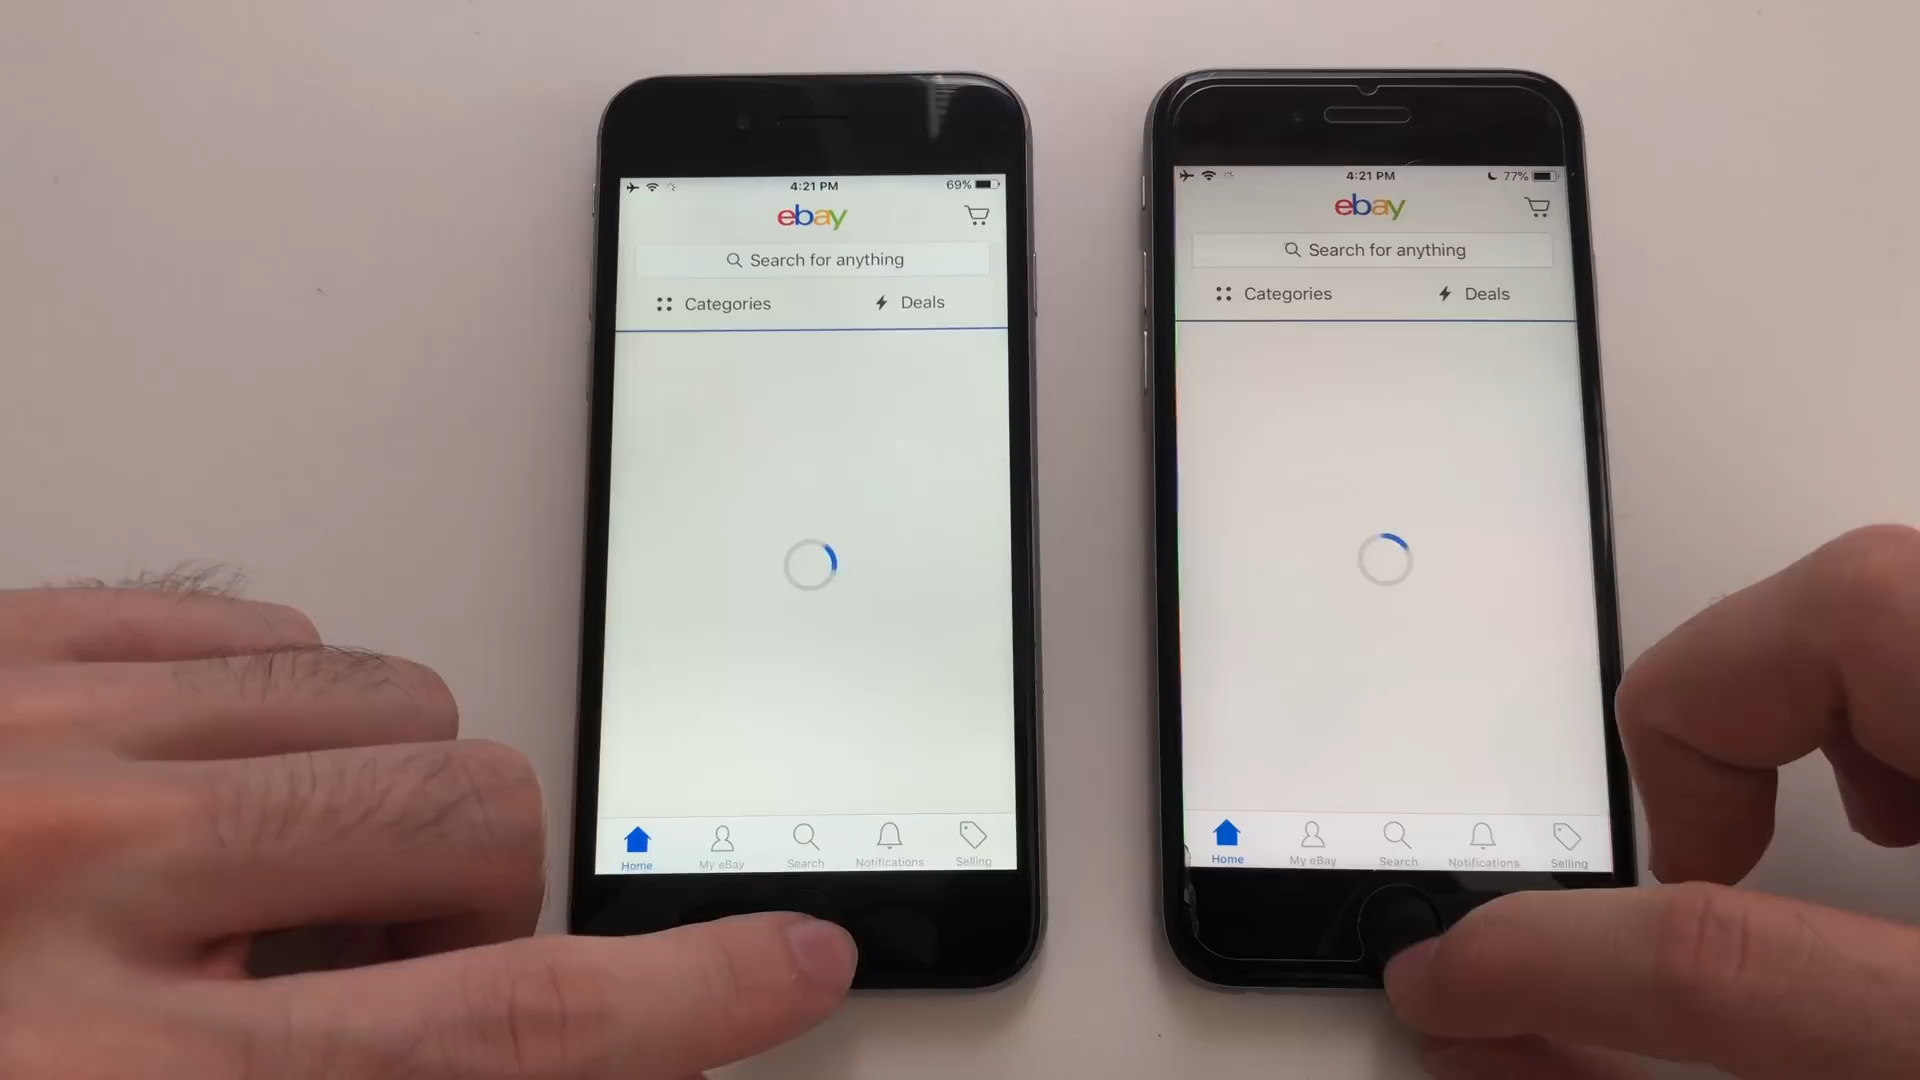 4:21 PM
69%
ebay
Search for anything
Categories
Deals
Home
My eBay
Search
Notifications
Selling
4:21 PM
77%
ebay
Search for anything
Categories
Deals
Home
My eBay
Search
Notifications
Selling